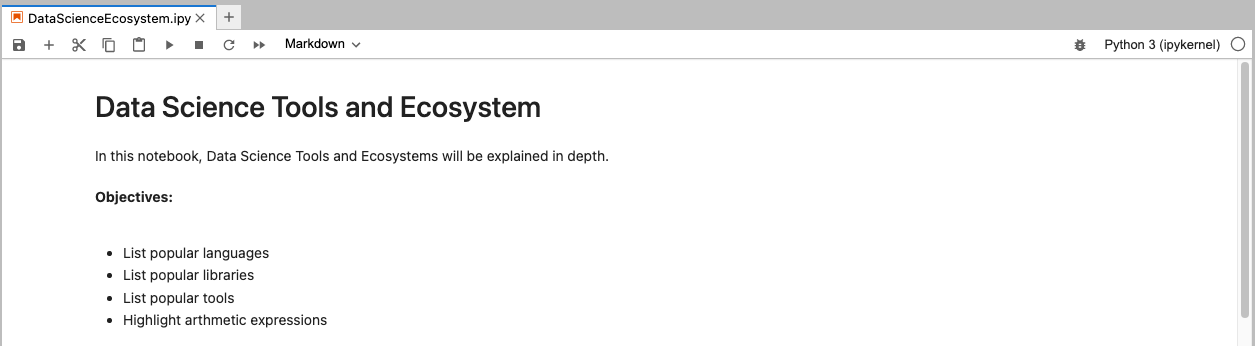 DataScienceEcosystem.ipy
Markdown
Python 3 (ipykernel)
Data Science Tools and Ecosystem
In this notebook, Data Science Tools and Ecosystems will be explained in depth.
Objectives:
List popular languages
List popular libraries
List popular tools
Highlight arthmetic expressions